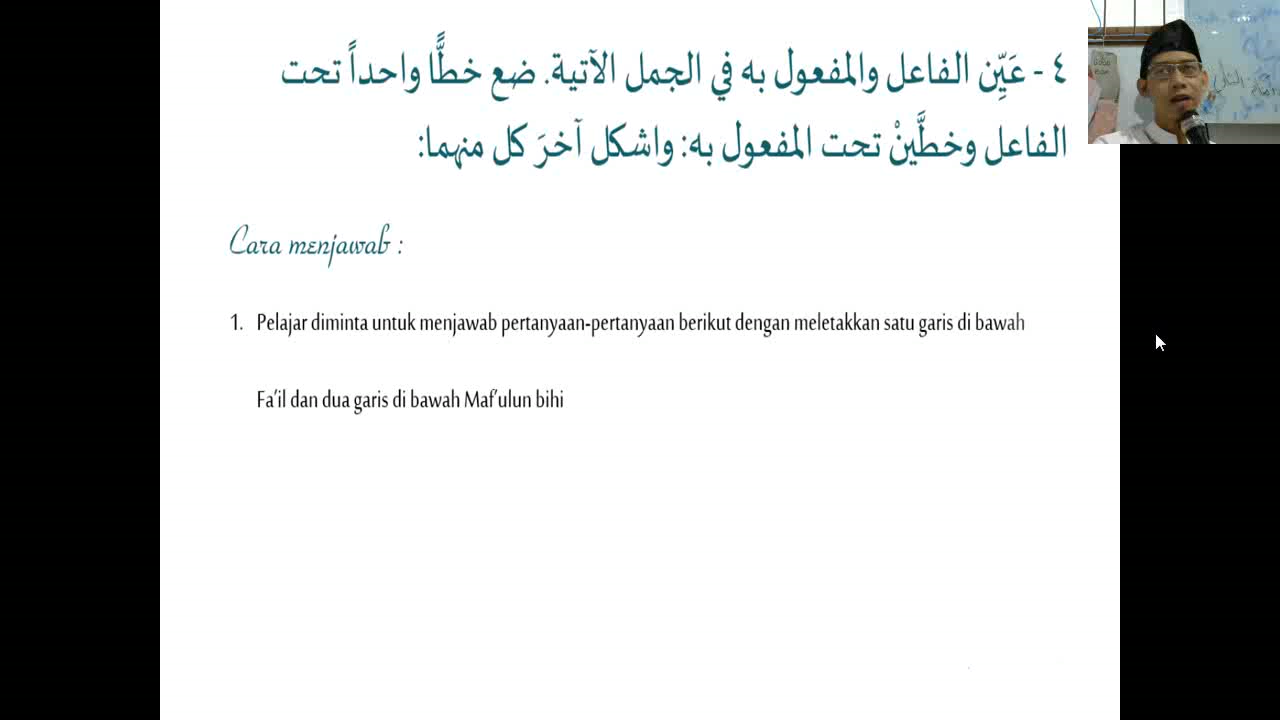 ٤ - عَيِّن الفاعل والمفعول به في الجمل الآتية. ضع خطًّا واحداً تحت
الفاعل وخطَّينْ تحت المفعول به: واشكل آخرَ كل منهما:
Cara menjawab :
1. Pelajar diminta untuk menjawab pertanyaan-pertanyaan berikut dengan meletakkan satu garis di bawah
Fa'il dan dua garis di bawah Maf'ulun bihi